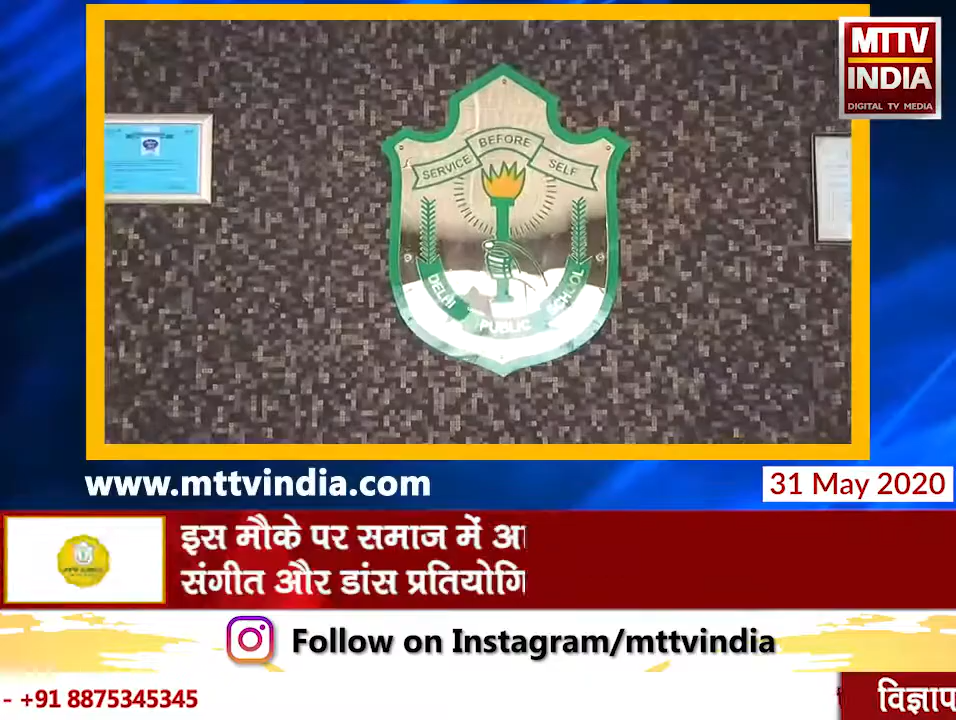 MTTV
INDIA
DIGITAL TV MEDIA
SERVICE BEFORE SELF
DELHI PUBLIC SCHOOL
www.mttvindia.com
31 May 2020
इस मौके पर समाज में
संगीत और डांस
Follow on Instagram/mttvindia
- +91 8875345345